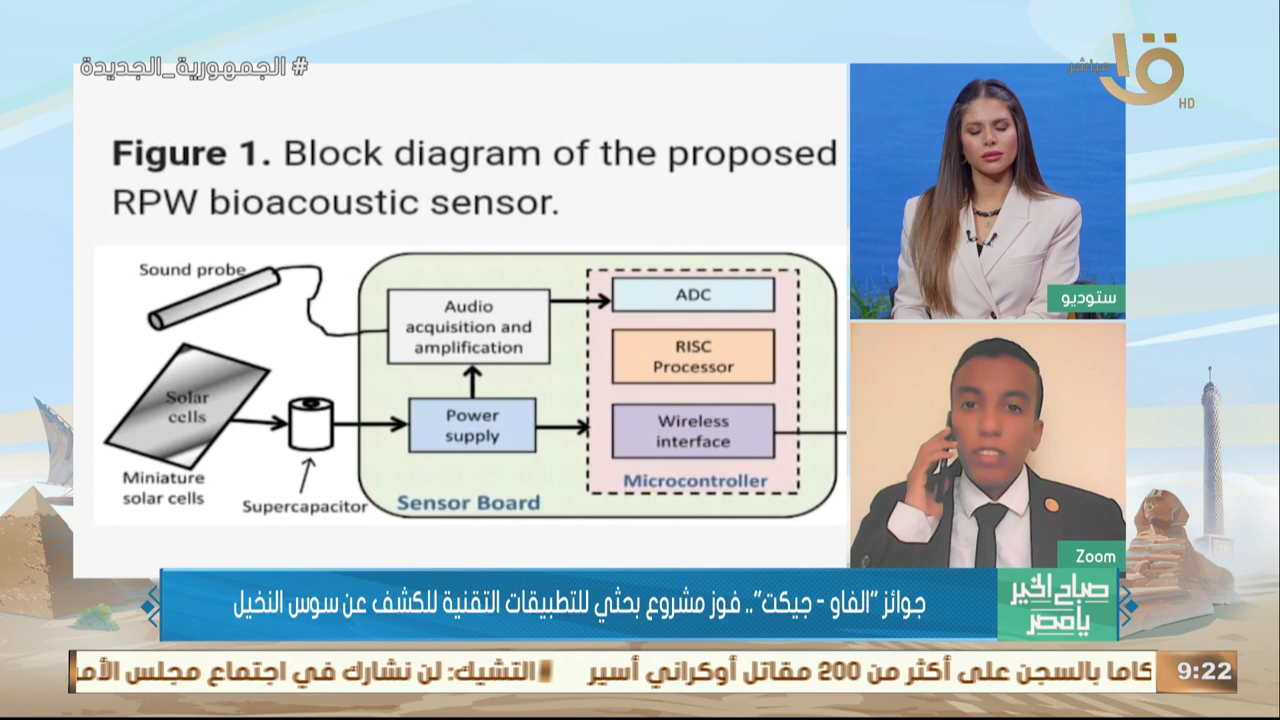 # الجمهورية_الجديدة
مباشر
HD
Figure 1. Block diagram of the proposed
RPW bioacoustic sensor.
Sound probe
Audio
acquisition and
amplification
ADC
RISC
Processor
Wireless
interface
Microcontroller
Solar
cells
Power
supply
Miniature
solar cells
Supercapacitor
Sensor Board
ستوديو
Zoom
صباح الخير
يا مصر
جوائز "الفاو - جيكت".. فوز مشروع بحثي للتطبيقات التقنية للكشف عن سوس النخيل
9:22
كاما بالسجن على أكثر من 200 مقاتل أوكراني أسير
التشيك: لن نشارك في اجتماع مجلس الأم